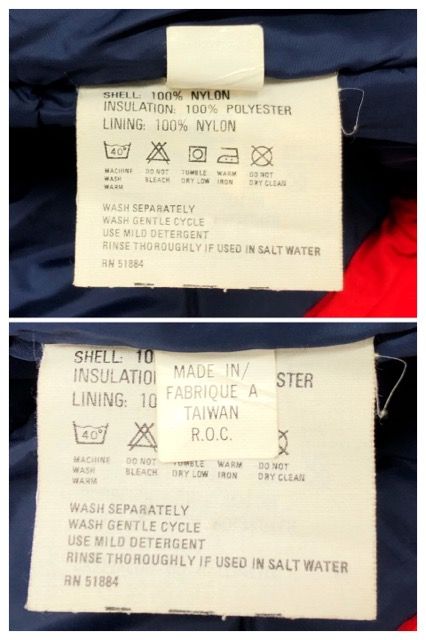 SHELL: 100% NYLON
INSULATION: 100% POLYESTER
LINING: 100% NYLON
40°
MACHINE WASH WARM
DO NOT BLEACH
TUMBLE DRY LOW
WARM IRON
DO NOT DRY CLEAN
WASH SEPARATELY
WASH GENTLE CYCLE
USE MILD DETERGENT
RINSE THOROUGHLY IF USED IN SALT WATER
RN 51884
SHELL: 10
INSULATI
STER
LINING: 10
MADE IN/
FABRIQUE A
TAIWAN
R.O.C.
40°
MACHINE WASH WARM
DO NOT BLEACH
TUMBLE DRY LOW
WARM IRON
DO NOT DRY CLEAN
WASH SEPARATELY
WASH GENTLE CYCLE
USE MILD DETERGENT
RINSE THOROUGHLY IF USED IN SALT WATER
RN 51884